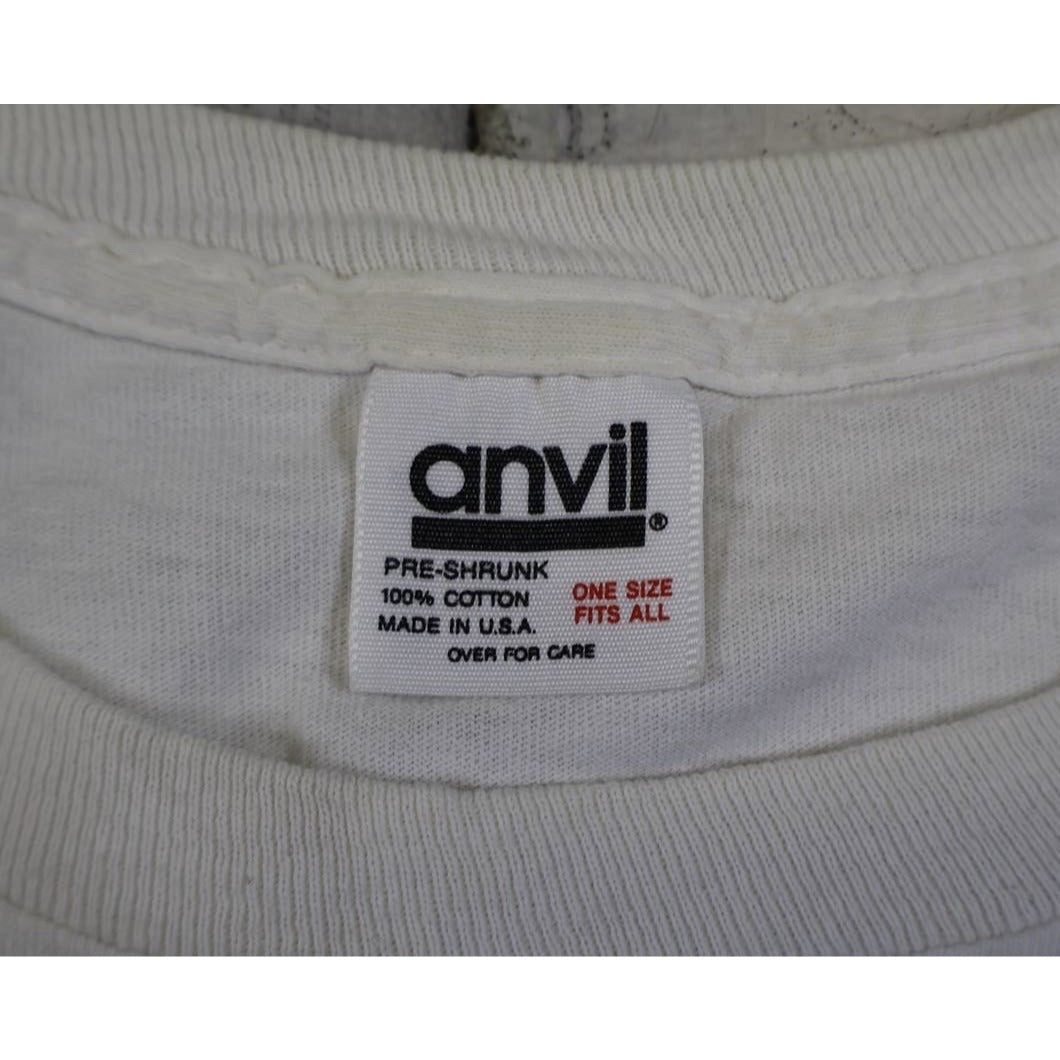 anvil®
PRE-SHRUNK
100% COTTON
MADE IN U.S.A.
ONE SIZE
FITS ALL
OVER FOR CARE